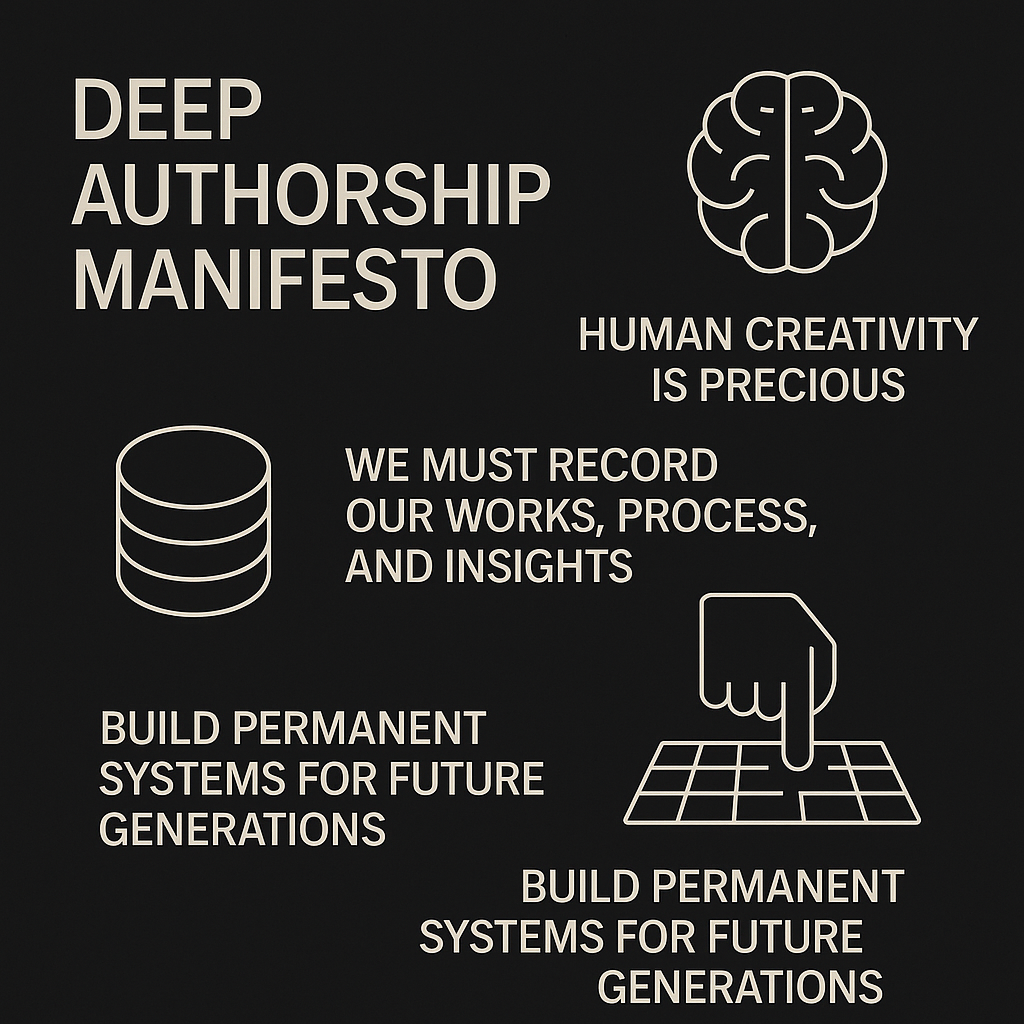 DEEP
AUTHORSHIP
MANIFESTO
HUMAN CREATIVITY
IS PRECIOUS
WE MUST RECORD
OUR WORKS, PROCESS,
AND INSIGHTS
BUILD PERMANENT
SYSTEMS FOR FUTURE
GENERATIONS
BUILD PERMANENT
SYSTEMS FOR FUTURE
GENERATIONS